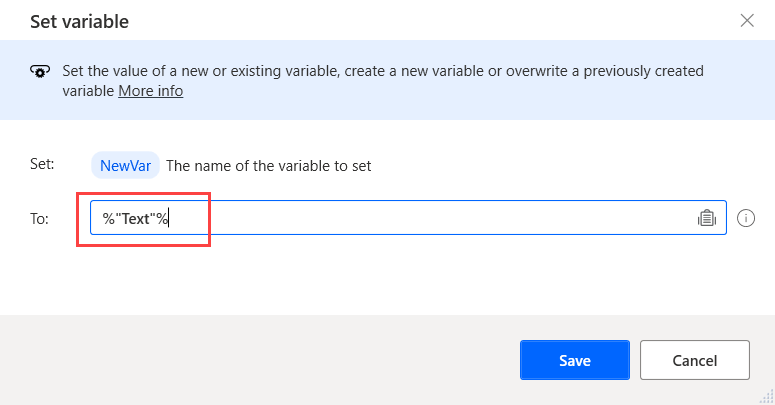 Set variable
Set the value of a new or existing variable, create a new variable or overwrite a previously created
variable More info
Set: NewVar The name of the variable to set
To: %"Text"%
Save Cancel